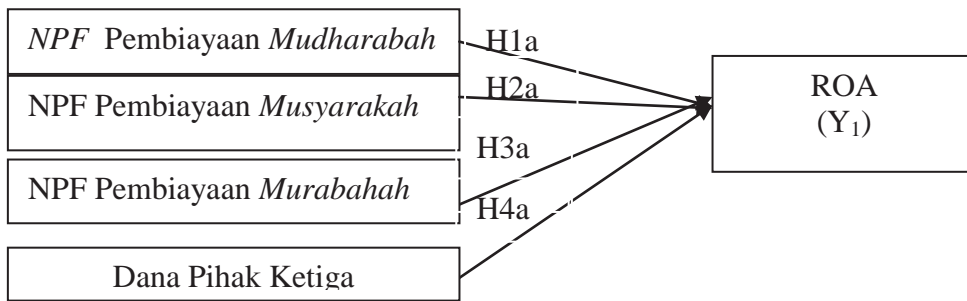 NPF Pembiayaan Mudharabah
H1a
NPF Pembiayaan Musyarakah
H2a
ROA
(Y₁)
H3a
NPF Pembiayaan Murabahah
H4a
Dana Pihak Ketiga